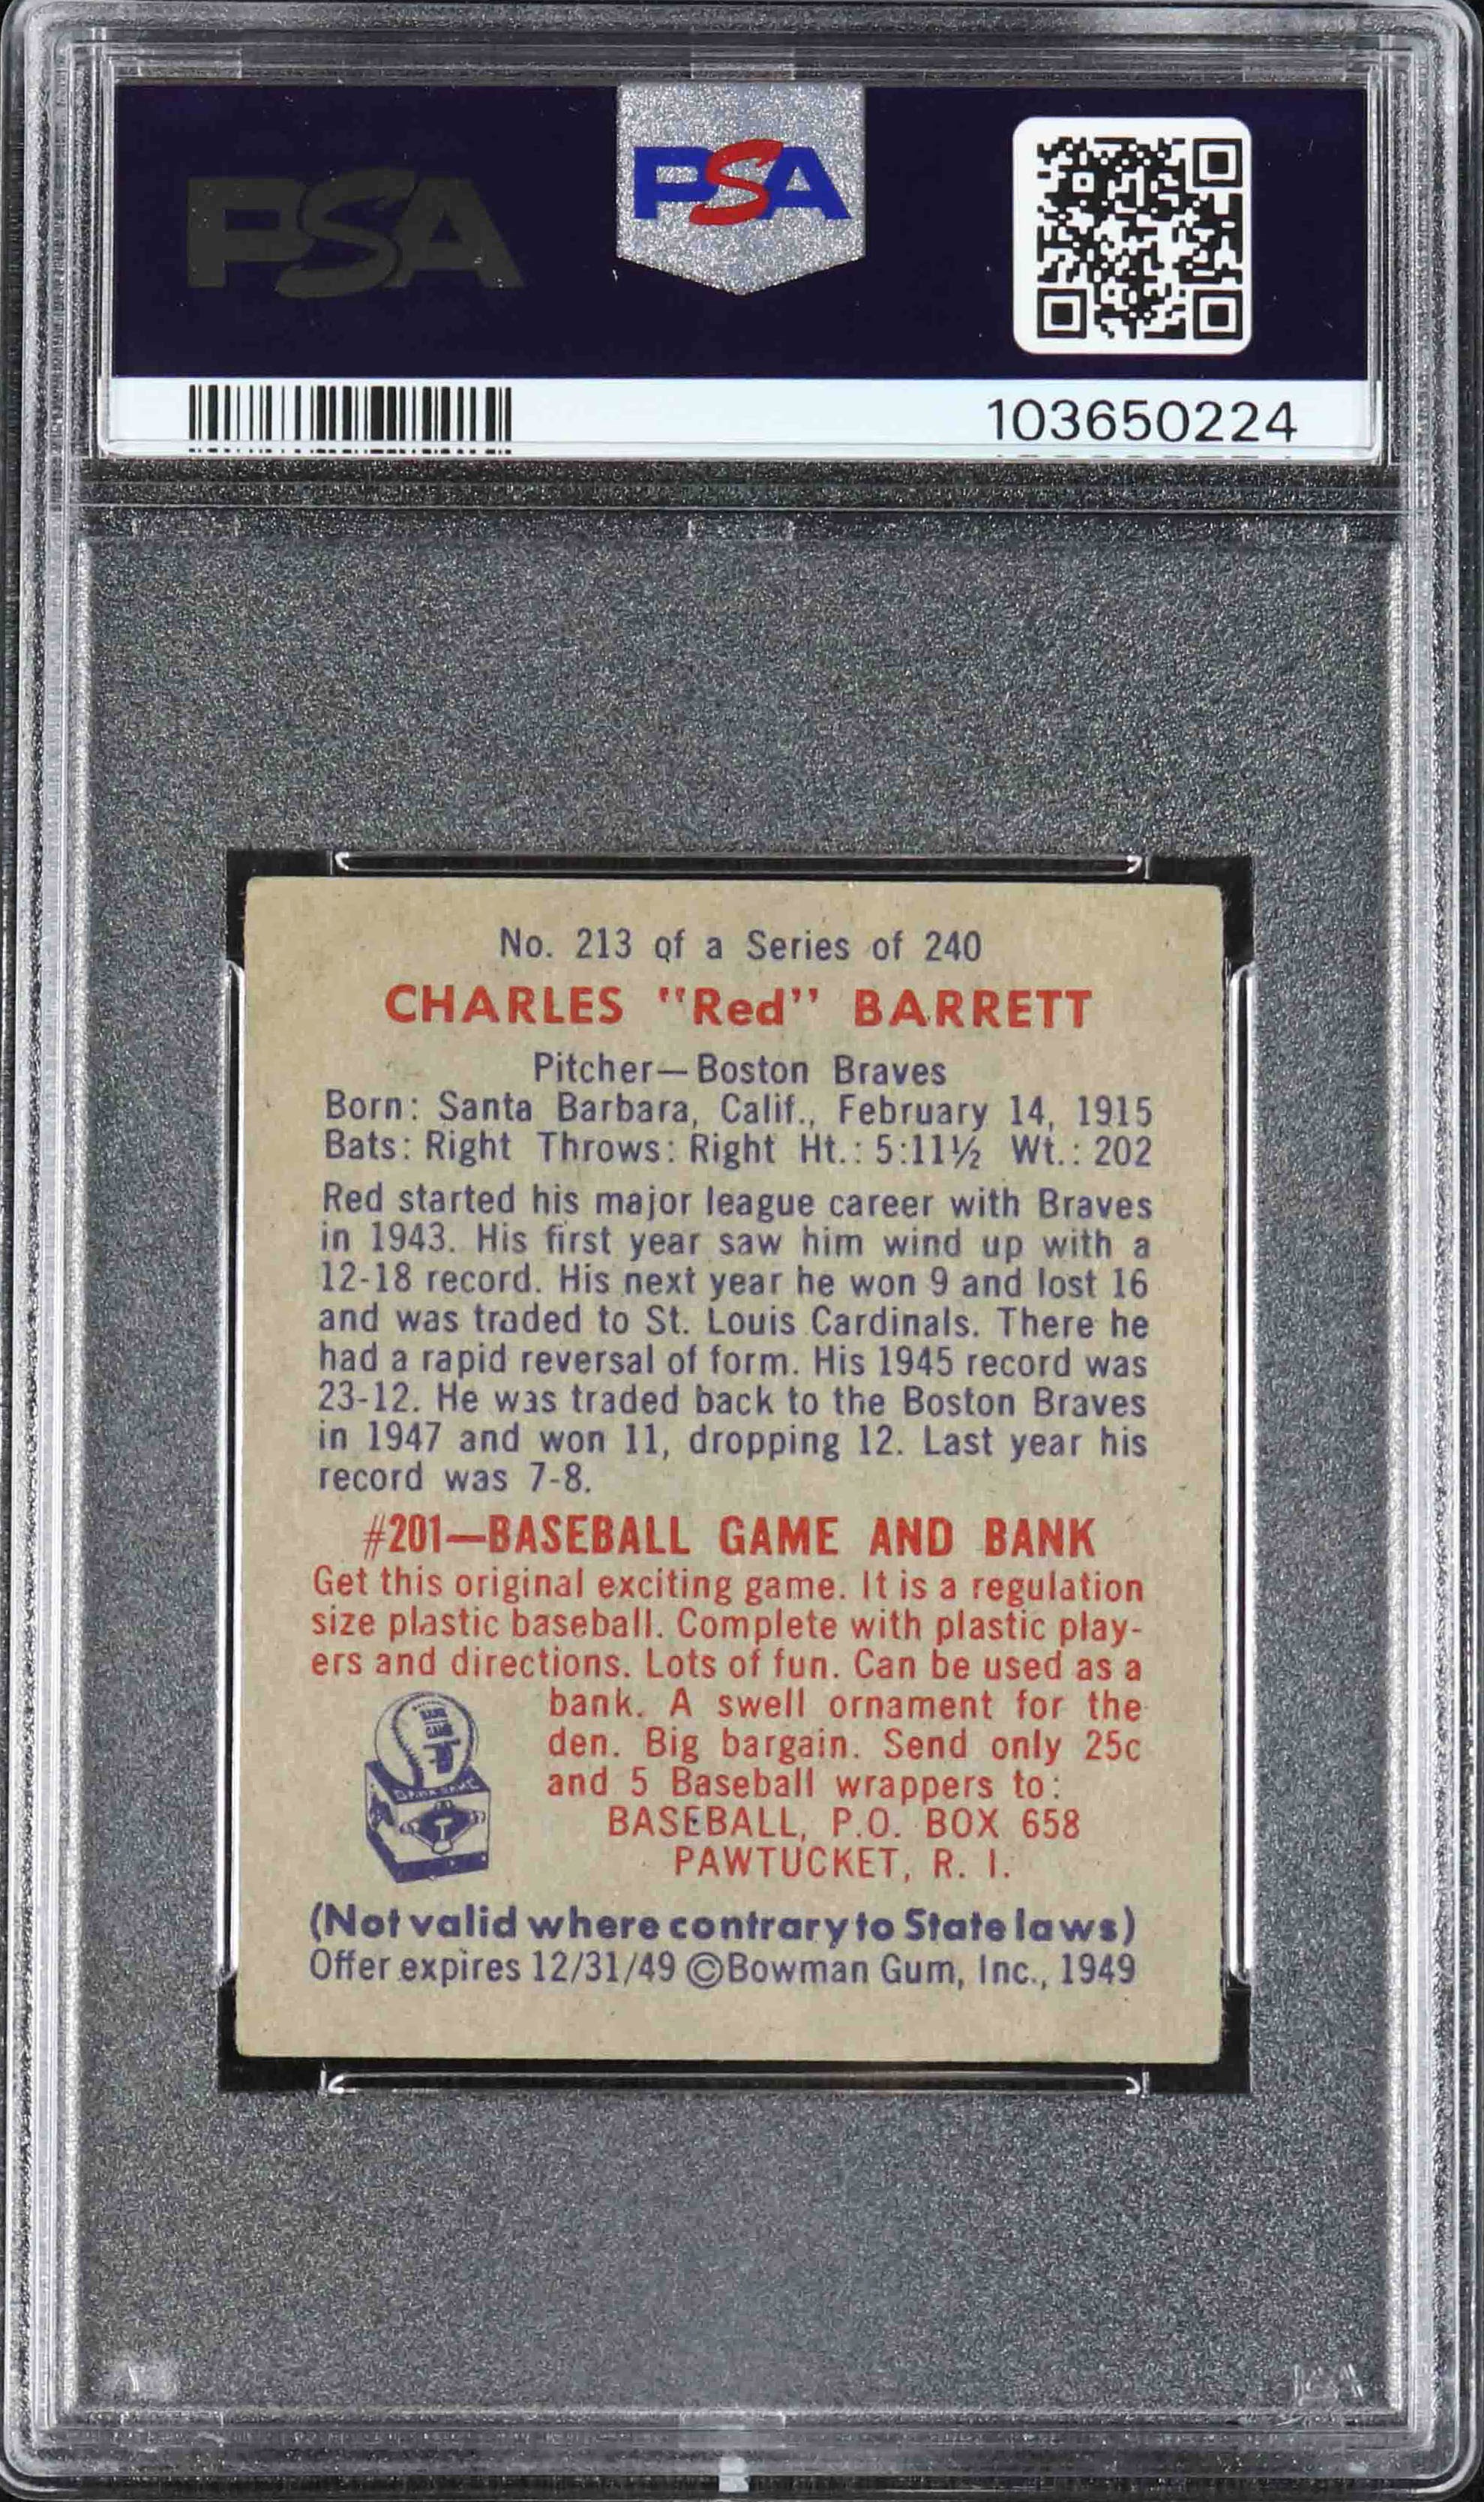 PSA
PSA
103650224
No. 213 of a Series of 240
CHARLES "Red" BARRETT
Pitcher—Boston Braves
Born: Santa Barbara, Calif., February 14, 1915
Bats: Right Throws: Right Ht.: 5:11½ Wt.: 202
Red started his major league career with Braves
in 1943. His first year saw him wind up with a
12-18 record. His next year he won 9 and lost 16
and was traded to St. Louis Cardinals. There he
had a rapid reversal of form. His 1945 record was
23-12. He was traded back to the Boston Braves
in 1947 and won 11, dropping 12. Last year his
record was 7-8.
#201—BASEBALL GAME AND BANK
Get this original exciting game. It is a regulation
size plastic baseball. Complete with plastic play-
ers and directions. Lots of fun. Can be used as a
bank. A swell ornament for the
den. Big bargain. Send only 25c
and 5 Baseball wrappers to:
BASEBALL, P.O. BOX 658
PAWTUCKET, R. I.
(Not valid where contrary to State laws)
Offer expires 12/31/49 ©Bowman Gum, Inc., 1949